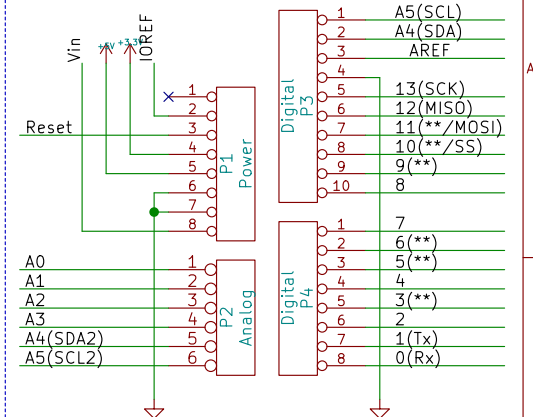 Vin
+5V
+3.3V
IOREF
1
2
Reset
3
4
5
6
7
8
P1
Power
A0
1
A1
2
A2
3
A3
4
A4(SDA2)
5
A5(SCL2)
6
P2
Analog
Digital
P3
1
A5(SCL)
2
A4(SDA)
3
AREF
4
5
13(SCK)
6
12(MISO)
7
11(**/MOSI)
8
10(**/SS)
9
9(**)
10
8
Digital
P4
1
7
2
6(**)
3
5(**)
4
4
5
3(**)
6
2
7
1(Tx)
8
0(Rx)
A